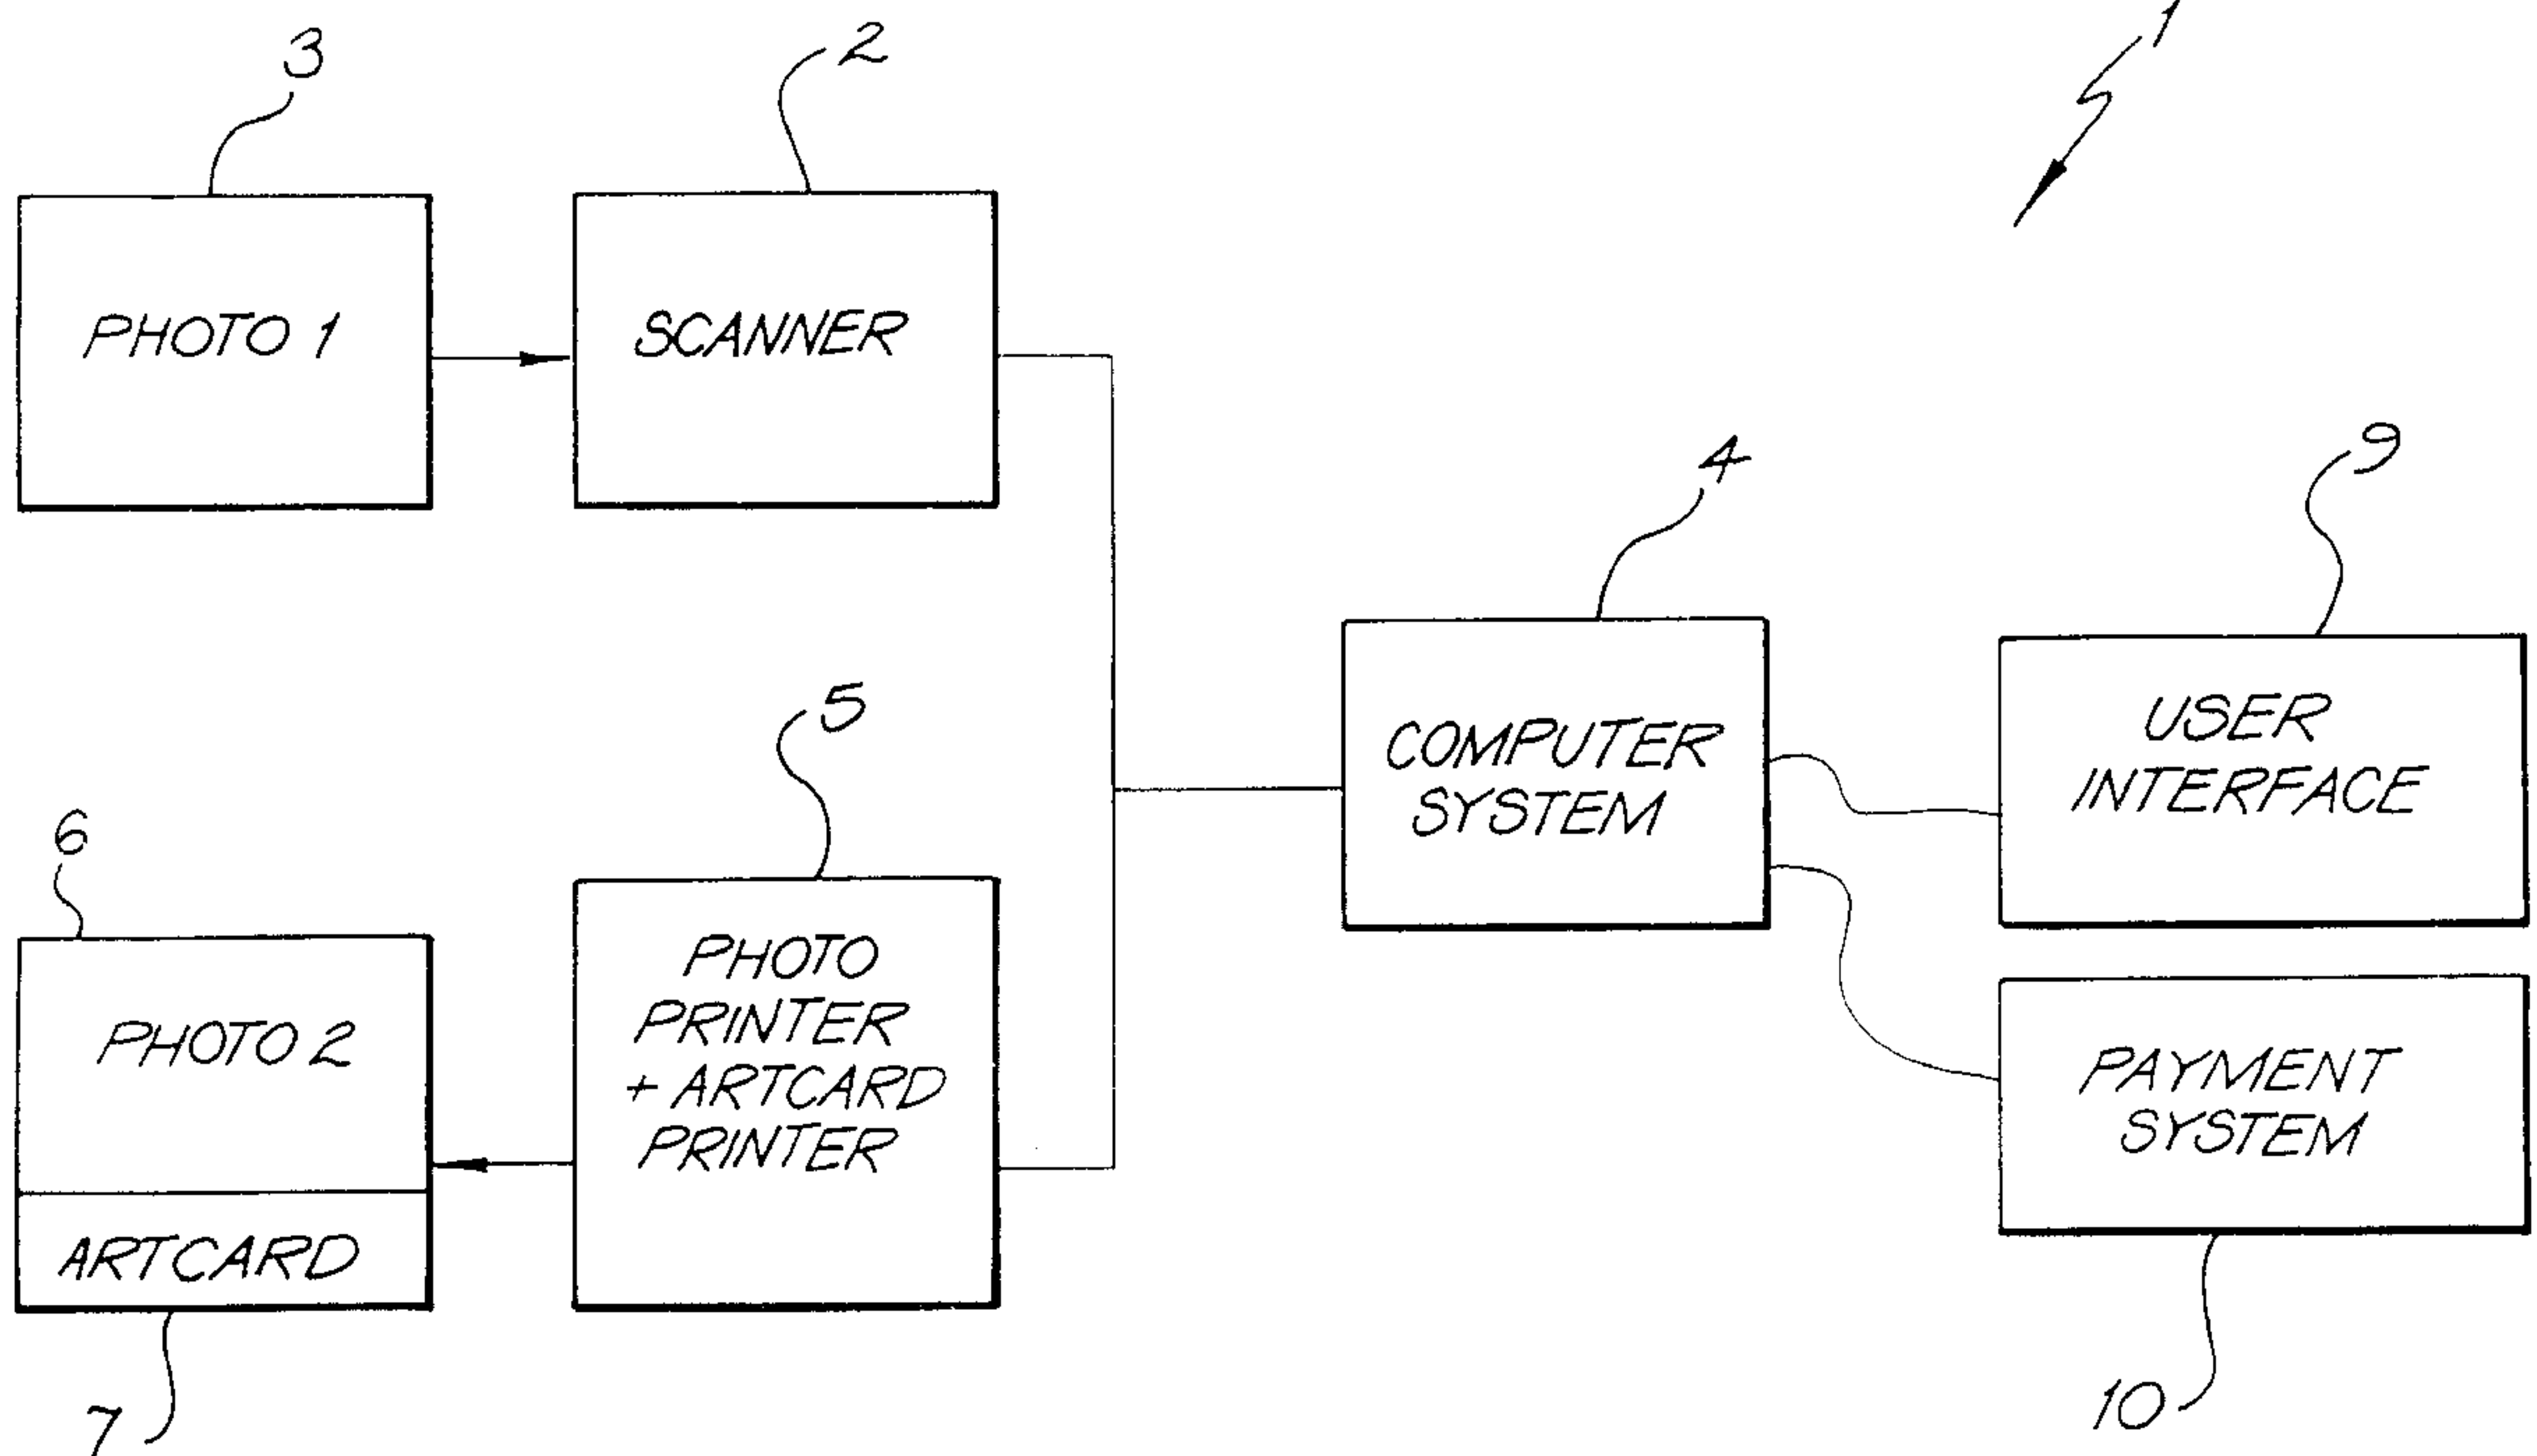 3
2
1
PHOTO 1
SCANNER
4
9
5
6
COMPUTER
SYSTEM
USER
INTERFACE
PHOTO 2
PHOTO
PRINTER
+ ARTCARD
PRINTER
PAYMENT
SYSTEM
ARTCARD
7
10